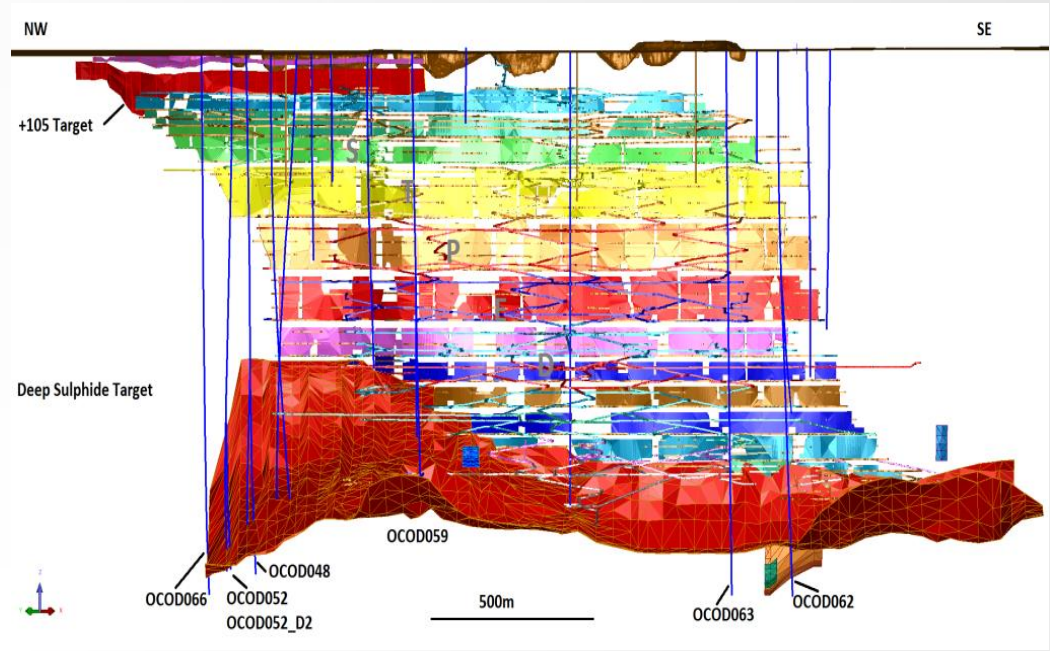 NW
SE
+105 Target
S
T
P
E
D
Deep Sulphide Target
OCOD059
OCOD048
OCOD066
OCOD052
OCOD052_D2
500m
OCOD063
OCOD062